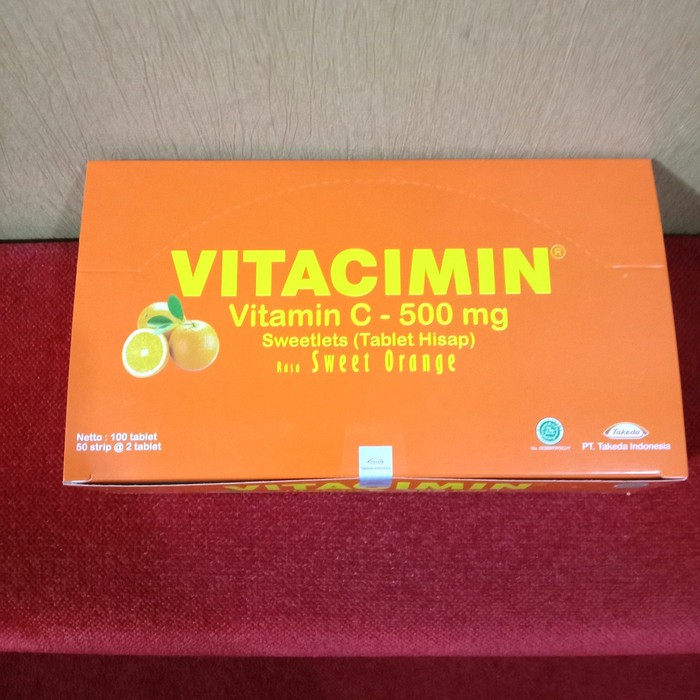 VITACIMIN®
Vitamin C - 500 mg
Sweetlets (Tablet Hisap)
Rasa Sweet Orange
Netto : 100 tablet
50 strip @ 2 tablet
Takeda
PT. Takeda Indonesia
VITACIMIN